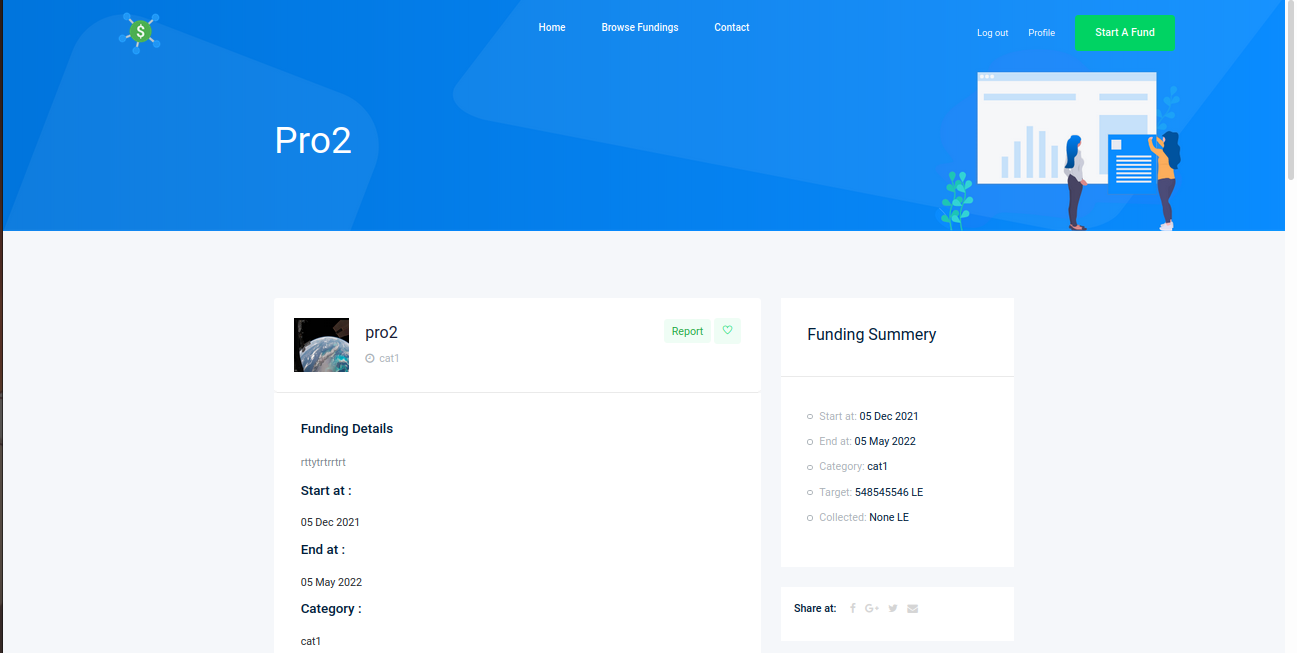 $
Home Browse Fundings Contact
Log out Profile Start A Fund
Pro2
pro2
cat1
Report
Funding Details
rttytrtrrtrt
Start at :
05 Dec 2021
End at :
05 May 2022
Category :
cat1
Funding Summery
Start at: 05 Dec 2021
End at: 05 May 2022
Category: cat1
Target: 548545546 LE
Collected: None LE
Share at: